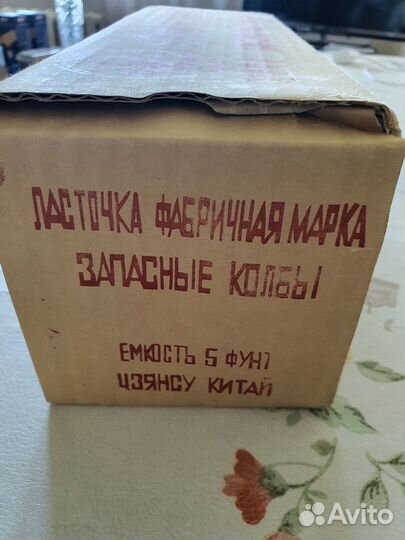 ЛАСТОЧКА ФАБРИЧНАЯ МАРКА
ЗАПАСНЫЕ КОЛБЫ
ЕМКОСТЬ 5 ФУНТ
ЦЗЯНСУ КИТАЙ
Avito